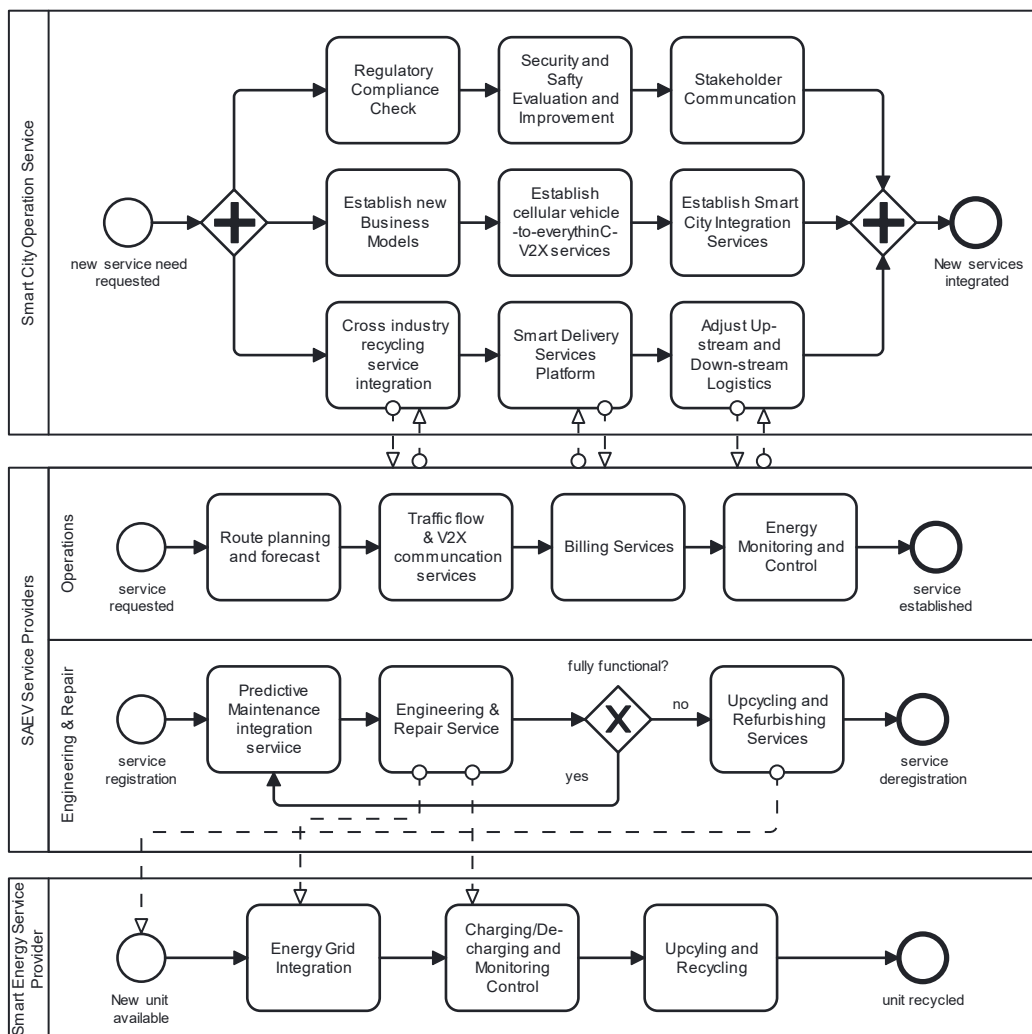 Smart City Operation Service
Regulatory
Compliance
Check
Security and
Safty
Evaluation and
Improvement
Stakeholder
Communcation
new service need
requested
Establish new
Business
Models
Establish
cellular vehicle
-to-everythinC-
V2X services
Establish Smart
City Integration
Services
New services
integrated
Cross industry
recycling
service
integration
Smart Delivery
Services
Platform
Adjust Up-
stream and
Down-stream
Logistics
SAEV Service Providers
Operations
service
requested
Route planning
and forecast
Traffic flow
& V2X
communcation
services
Billing Services
Energy
Monitoring and
Control
service
established
Engineering & Repair
service
registration
Predictive
Maintenance
integration
service
Engineering &
Repair Service
fully functional?
X
no
yes
Upcycling and
Refurbishing
Services
service
deregistration
Smart Energy Service
Provider
New unit
available
Energy Grid
Integration
Charging/De-
charging and
Monitoring
Control
Upcyling and
Recycling
unit recycled